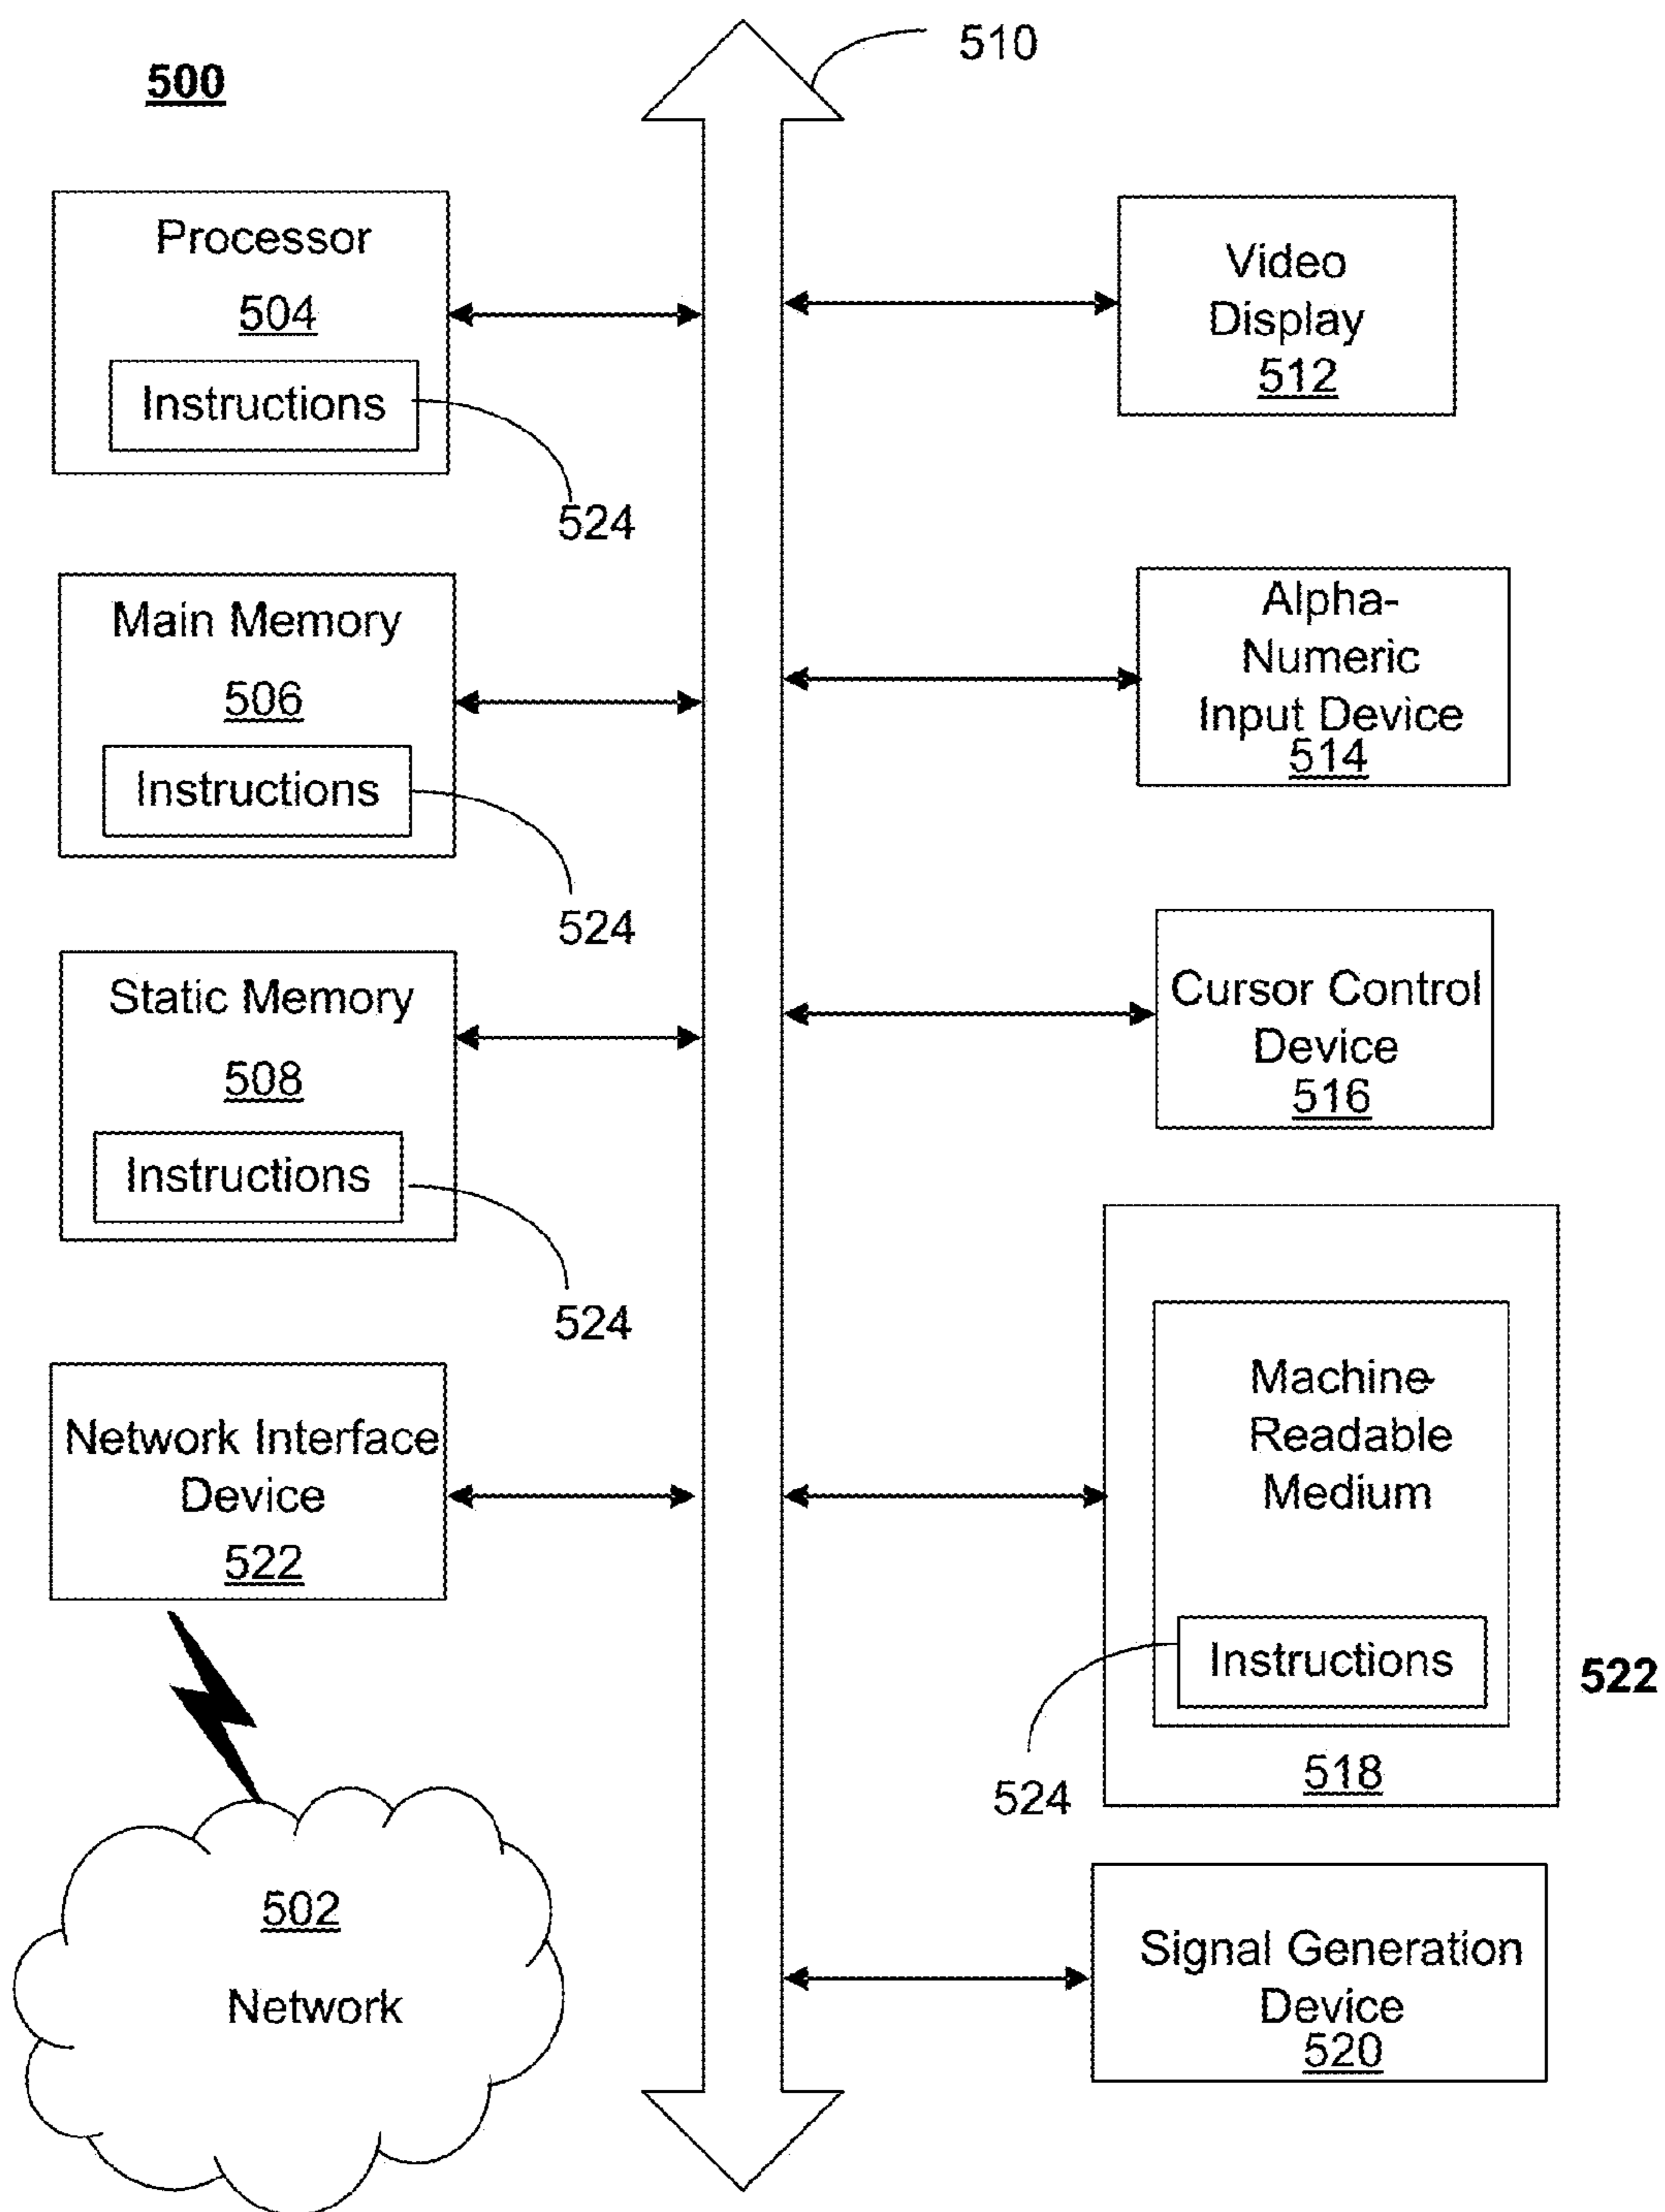 500
510
Processor
504
Instructions
524
Main Memory
506
Instructions
524
Static Memory
508
Instructions
524
Network Interface
Device
522
502
Network
Video
Display
512
Alpha-
Numeric
Input Device
514
Cursor Control
Device
516
Machine-
Readable
Medium
Instructions
524
518
522
Signal Generation
Device
520